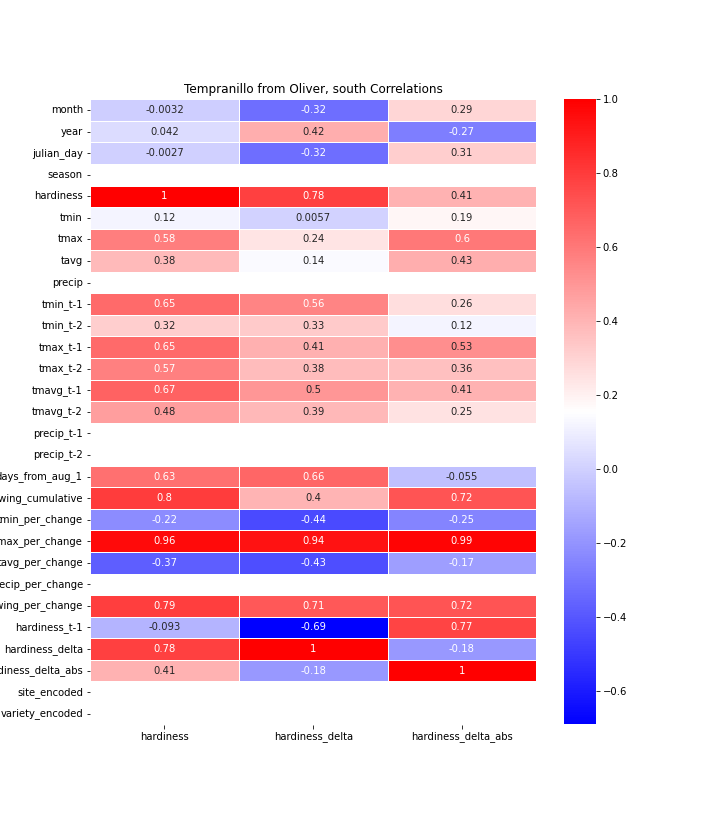 Tempranillo from Oliver, south Correlations
month -0.0032 -0.32 0.29
year 0.042 0.42 -0.27
julian_day -0.0027 -0.32 0.31
season
hardiness 1 0.78 0.41
tmin 0.12 0.0057 0.19
tmax 0.58 0.24 0.6
tavg 0.38 0.14 0.43
precip
tmin_t-1 0.65 0.56 0.26
tmin_t-2 0.32 0.33 0.12
tmax_t-1 0.65 0.41 0.53
tmax_t-2 0.57 0.38 0.36
tmavg_t-1 0.67 0.5 0.41
tmavg_t-2 0.48 0.39 0.25
precip_t-1
precip_t-2
days_from_aug_1 0.63 0.66 -0.055
wing_cumulative 0.8 0.4 0.72
tmin_per_change -0.22 -0.44 -0.25
max_per_change 0.96 0.94 0.99
tavg_per_change -0.37 -0.43 -0.17
ecip_per_change
wing_per_change 0.79 0.71 0.72
hardiness_t-1 -0.093 -0.69 0.77
hardiness_delta 0.78 1 -0.18
diness_delta_abs 0.41 -0.18 1
site_encoded
variety_encoded
hardiness hardiness_delta hardiness_delta_abs
1.0
0.8
0.6
0.4
0.2
0.0
−0.2
−0.4
−0.6